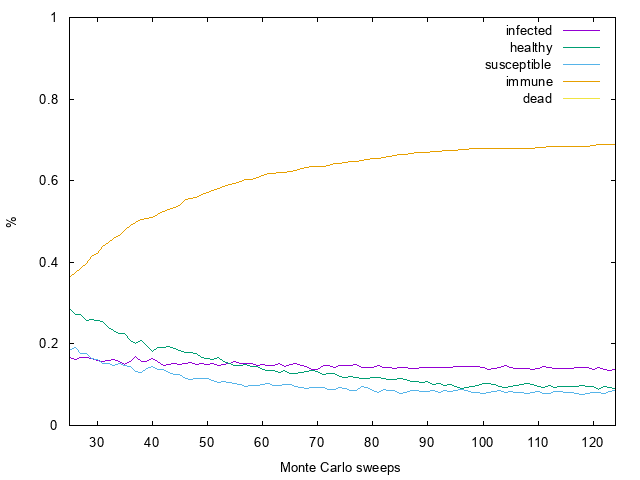 1
infected
healthy
susceptible
immune
dead
0.8
0.6
%
0.4
0.2
0
30 40 50 60 70 80 90 100 110 120
Monte Carlo sweeps